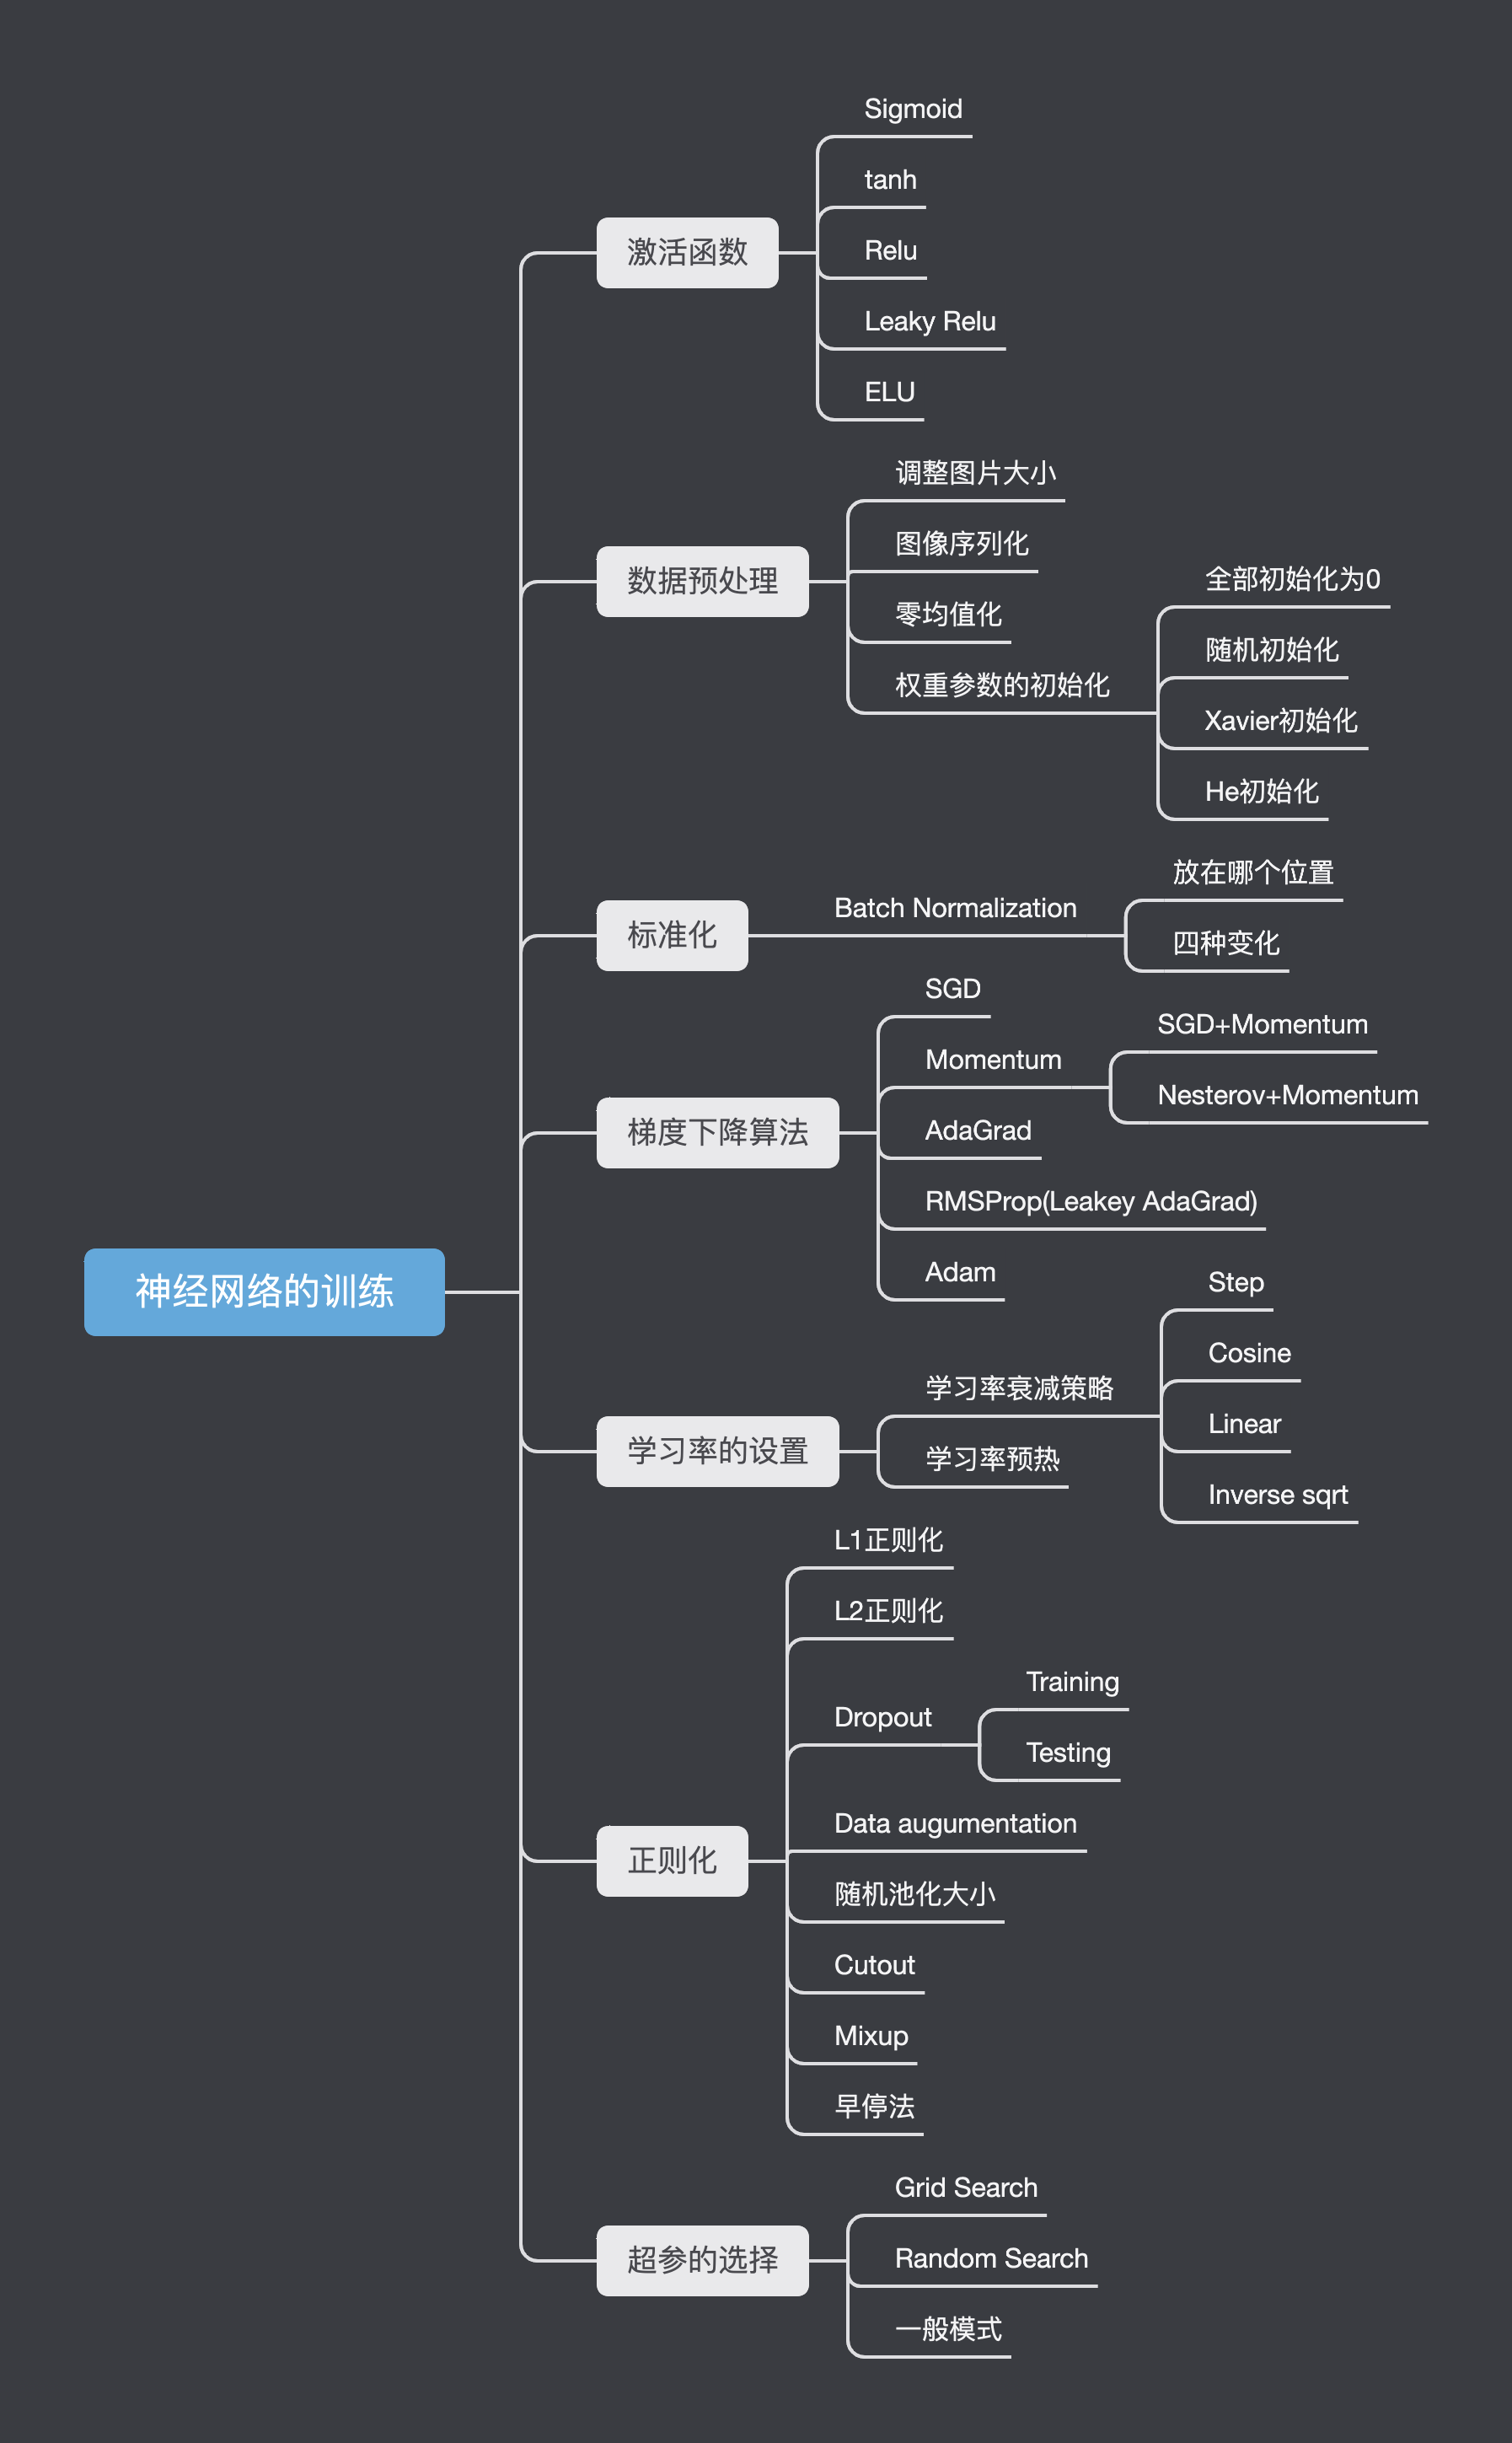 神经网络的训练
激活函数
Sigmoid
tanh
Relu
Leaky Relu
ELU
数据预处理
调整图片大小
图像序列化
零均值化
权重参数的初始化
全部初始化为0
随机初始化
Xavier初始化
He初始化
标准化
Batch Normalization
放在哪个位置
四种变化
梯度下降算法
SGD
Momentum
SGD+Momentum
Nesterov+Momentum
AdaGrad
RMSProp(Leakey AdaGrad)
Adam
学习率的设置
学习率衰减策略
Step
Cosine
Linear
Inverse sqrt
学习率预热
正则化
L1正则化
L2正则化
Dropout
Training
Testing
Data augumentation
随机池化大小
Cutout
Mixup
早停法
超参的选择
Grid Search
Random Search
一般模式